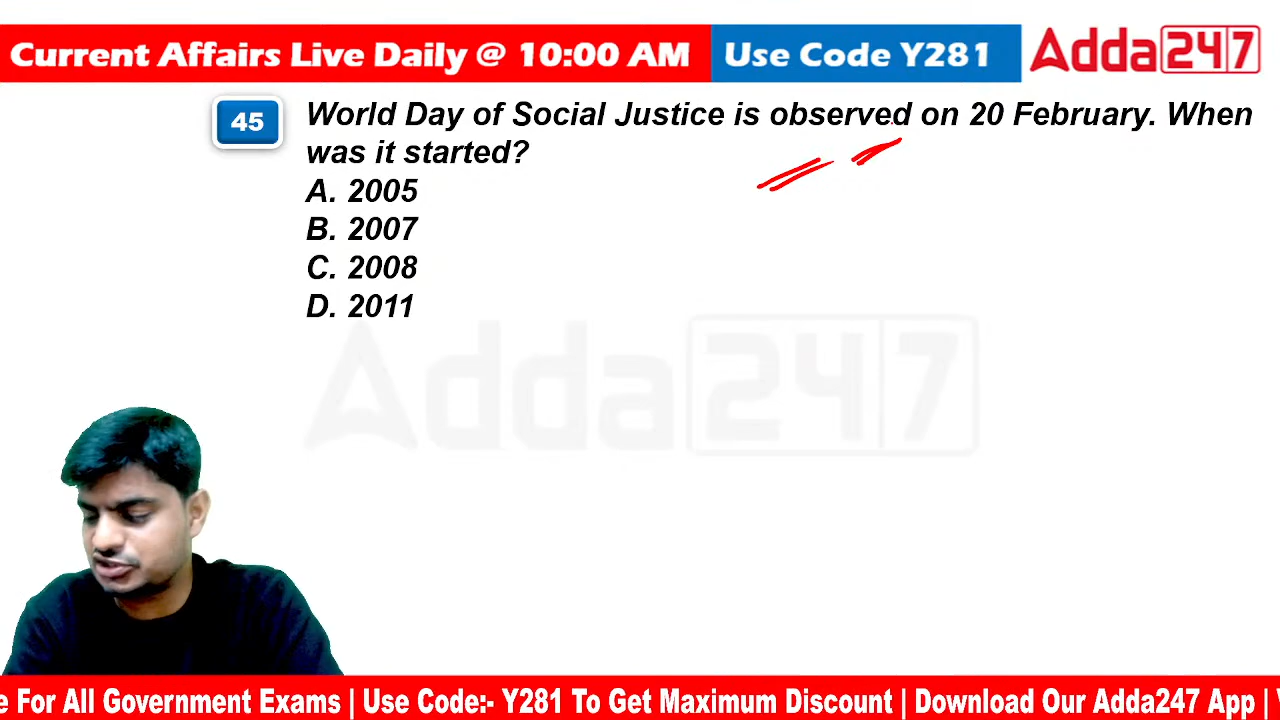 Current Affairs Live Daily @ 10:00 AM Use Code Y281 Adda247
45 World Day of Social Justice is observed on 20 February. When
was it started?
A. 2005
B. 2007
C. 2008
D. 2011
Adda247
e For All Government Exams | Use Code:- Y281 To Get Maximum Discount | Download Our Adda247 App |